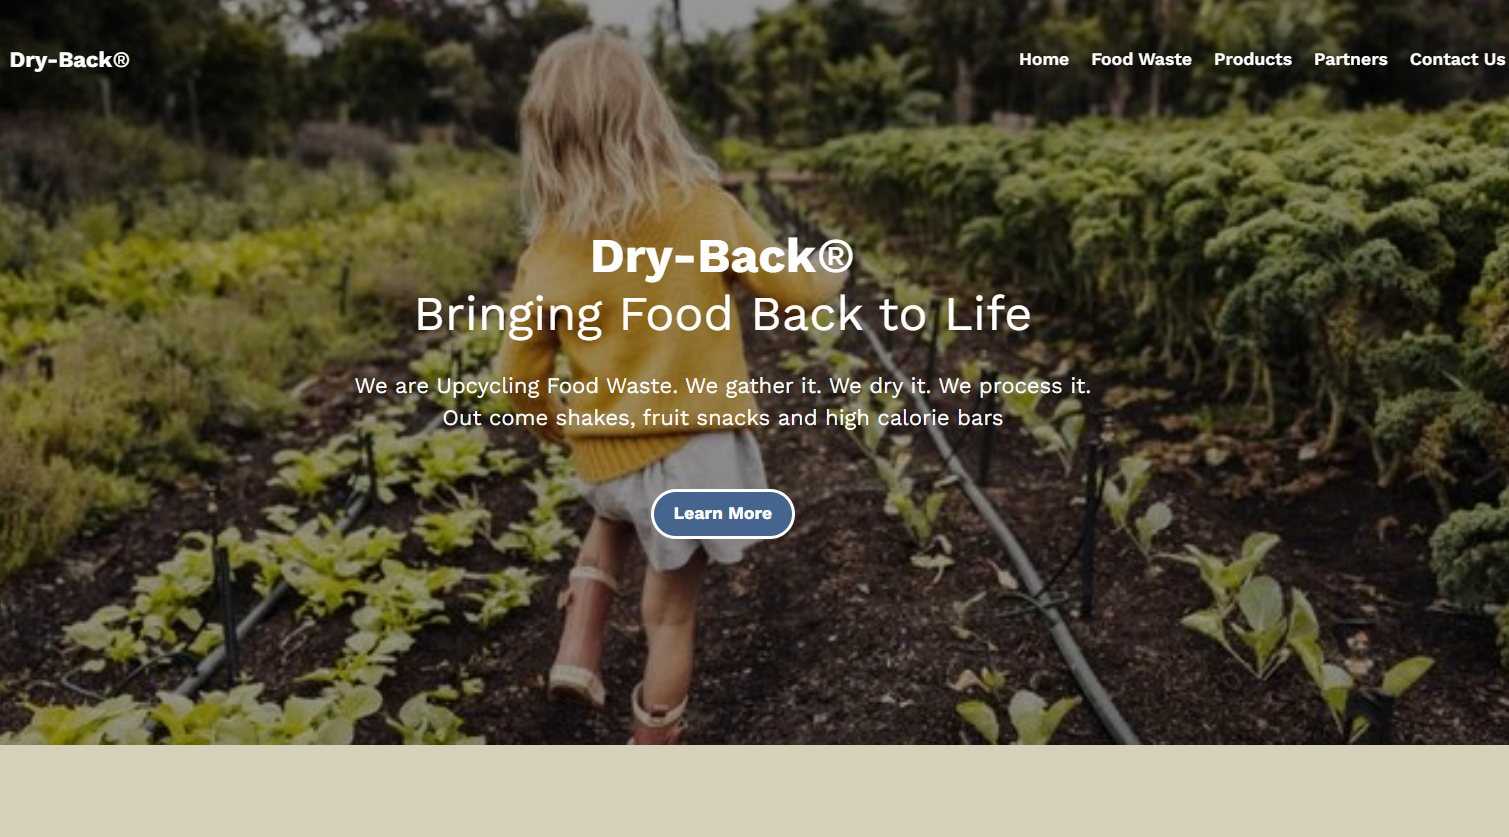 Dry-Back®
Home Food Waste Products Partners Contact Us
Dry-Back®
Bringing Food Back to Life
We are Upcycling Food Waste. We gather it. We dry it. We process it.
Out come shakes, fruit snacks and high calorie bars
Learn More